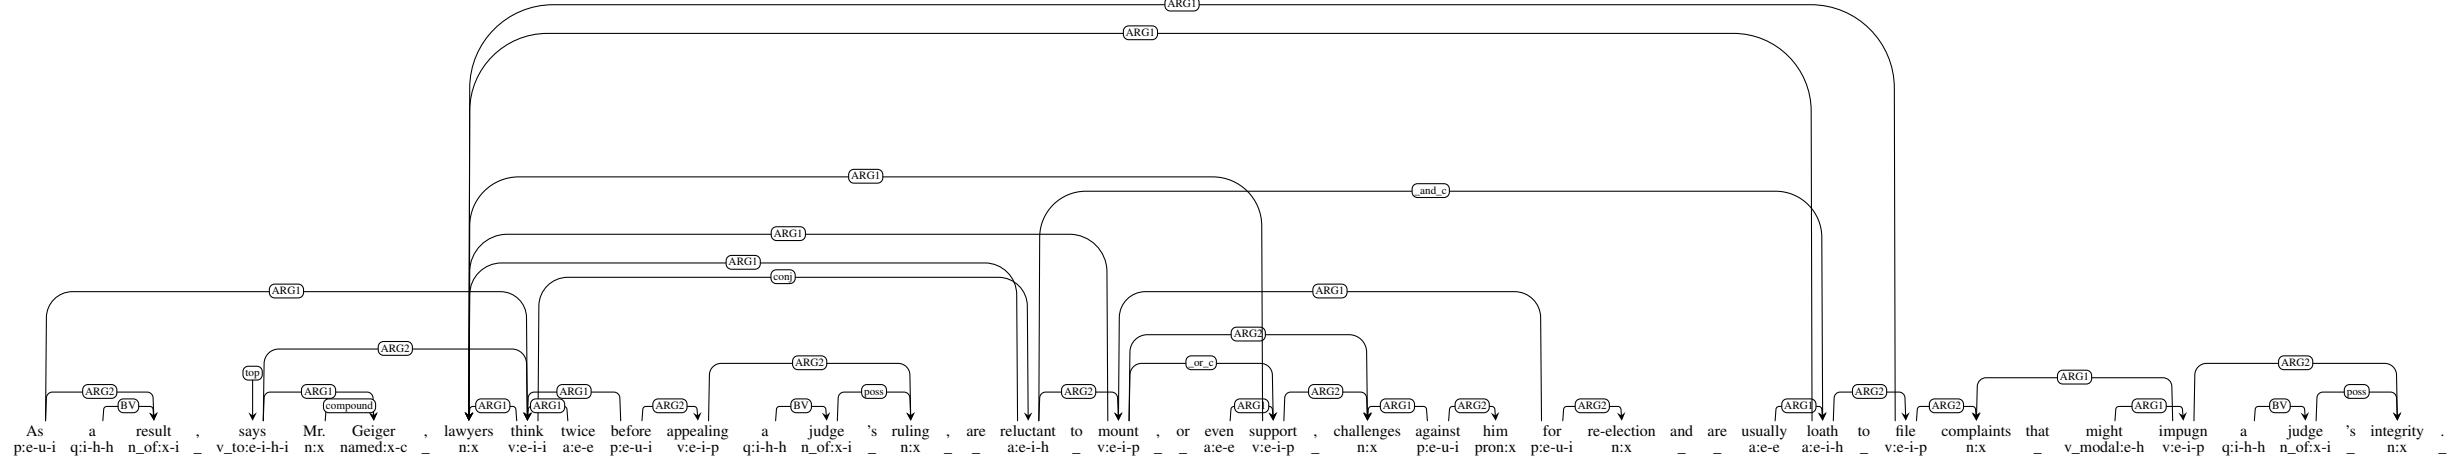 ARG1
ARG1
ARG1
_and_c
ARG1
ARG1
conj
ARG1 ARG1
ARG2
ARG2
_or_c ARG2 ARG2
top
ARG1
ARG2 ARG1 ARG1 poss ARG2 ARG2 ARG2 poss
BV compound ARG1 ARG1 ARG2 BV ARG1 ARG1 ARG2 ARG2 ARG1 ARG2 ARG1 BV
As a result , says Mr. Geiger , lawyers think twice before appealing a judge 's ruling , are reluctant to mount , or even support , challenges against him for re-election and are usually loath to file complaints that might impugn a judge 's integrity .
p:e-u-i q:i-h-h n_of:x-i _ v_to:e-i-h-i n:x named:x-c _ n:x v:e-i-i a:e-e p:e-u-i v:e-i-p q:i-h-h n_of:x-i _ n:x _ _ a:e-i-h _ v:e-i-p _ _ a:e-e v:e-i-p _ n:x p:e-u-i pron:x p:e-u-i n:x _ _ a:e-e a:e-i-h _ v:e-i-p n:x _ v_modal:e-h v:e-i-p q:i-h-h n_of:x-i _ n:x _